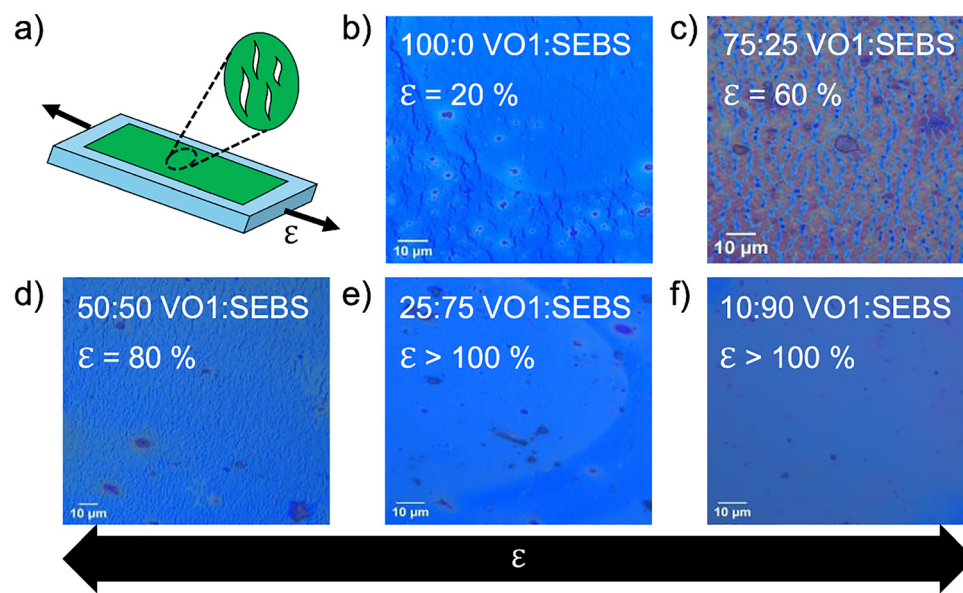 a)
ε
b)
100:0 VO1:SEBS
ε = 20 %
10 µm
c)
75:25 VO1:SEBS
ε = 60 %
10 µm
d)
50:50 VO1:SEBS
ε = 80 %
10 µm
e)
25:75 VO1:SEBS
ε > 100 %
10 µm
f)
10:90 VO1:SEBS
ε > 100 %
10 µm
ε